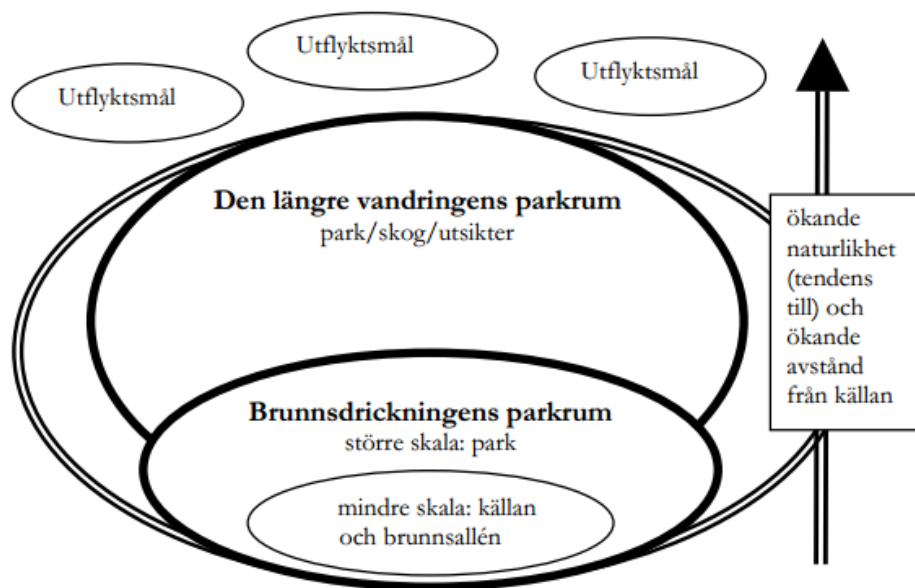 Utflyktsmål
Utflyktsmål
Utflyktsmål
Den längre vandringens parkrum
park/skog/utsikter
Brunnsdrickningens parkrum
större skala: park
mindre skala: källan
och brunnsallén
ökande
naturlikhet
(tendens
till) och
ökande
avstånd
från källan